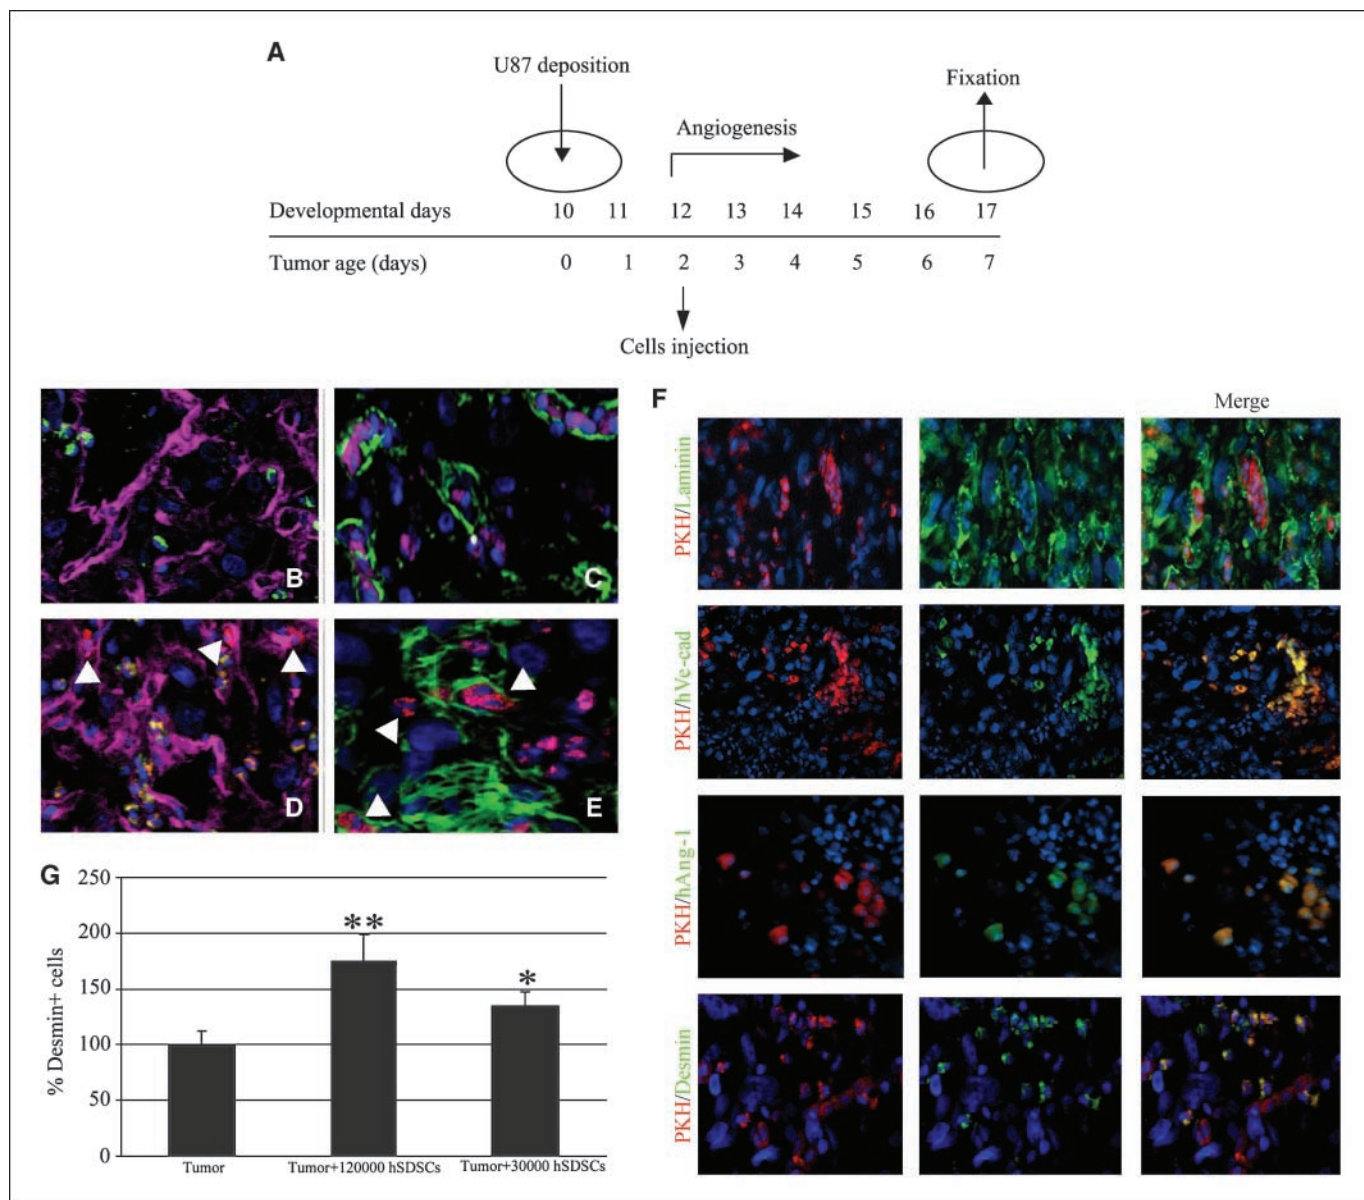 A
U87 deposition
Fixation
Angiogenesis
Developmental days 10 11 12 13 14 15 16 17
Tumor age (days) 0 1 2 3 4 5 6 7
Cells injection
B
C
D
E
F
Merge
PKH/Laminin
PKH/hVe-cad
PKH/hAng-1
PKH/Desmin
G
% Desmin+ cells
250
200
150
100
50
0
**
*
Tumor
Tumor+120000 hSDSCs
Tumor+30000 hSDSCs